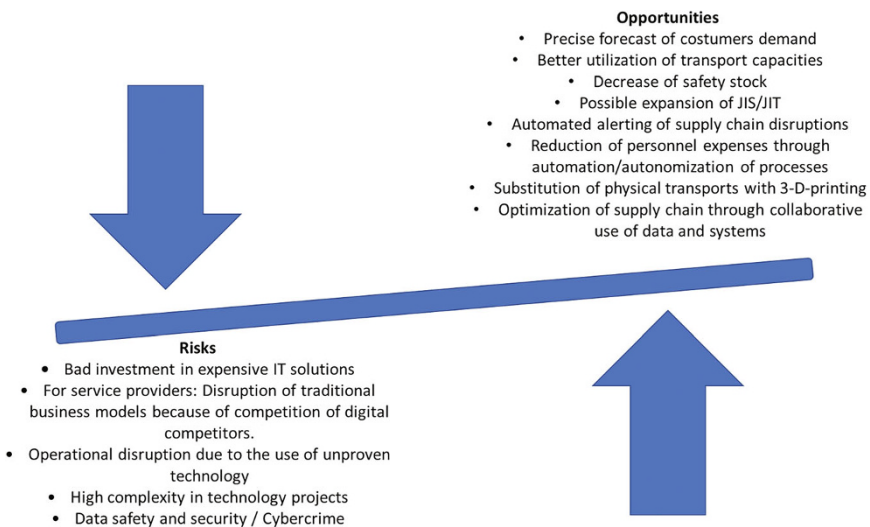 Opportunities
• Precise forecast of costumers demand
• Better utilization of transport capacities
• Decrease of safety stock
• Possible expansion of JIS/JIT
• Automated alerting of supply chain disruptions
• Reduction of personnel expenses through
automation/autonomization of processes
• Substitution of physical transports with 3-D-printing
• Optimization of supply chain through collaborative
use of data and systems
Risks
• Bad investment in expensive IT solutions
• For service providers: Disruption of traditional
business models because of competition of digital
competitors.
• Operational disruption due to the use of unproven
technology
• High complexity in technology projects
• Data safety and security / Cybercrime